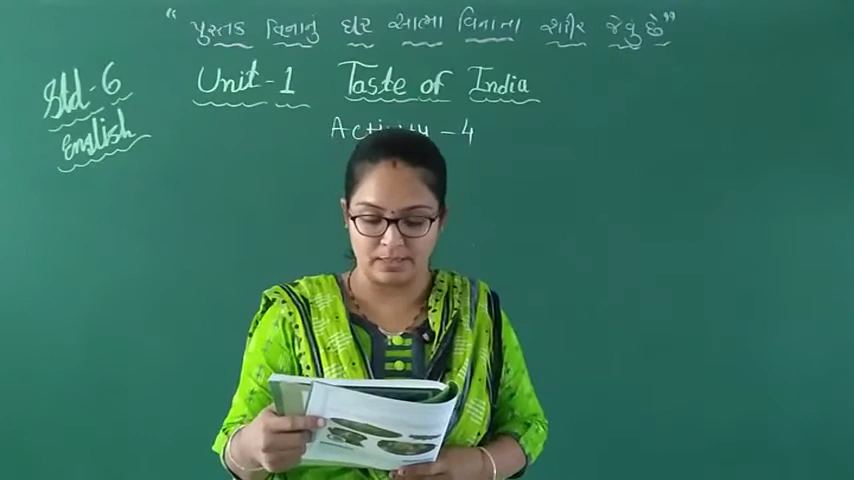 “ પુસ્તક વિનાનું ઘર આત્મા વિનાના શરીર જેવું છે ”
Std - 6
English
Unit - 1 Taste of India
Activity - 4